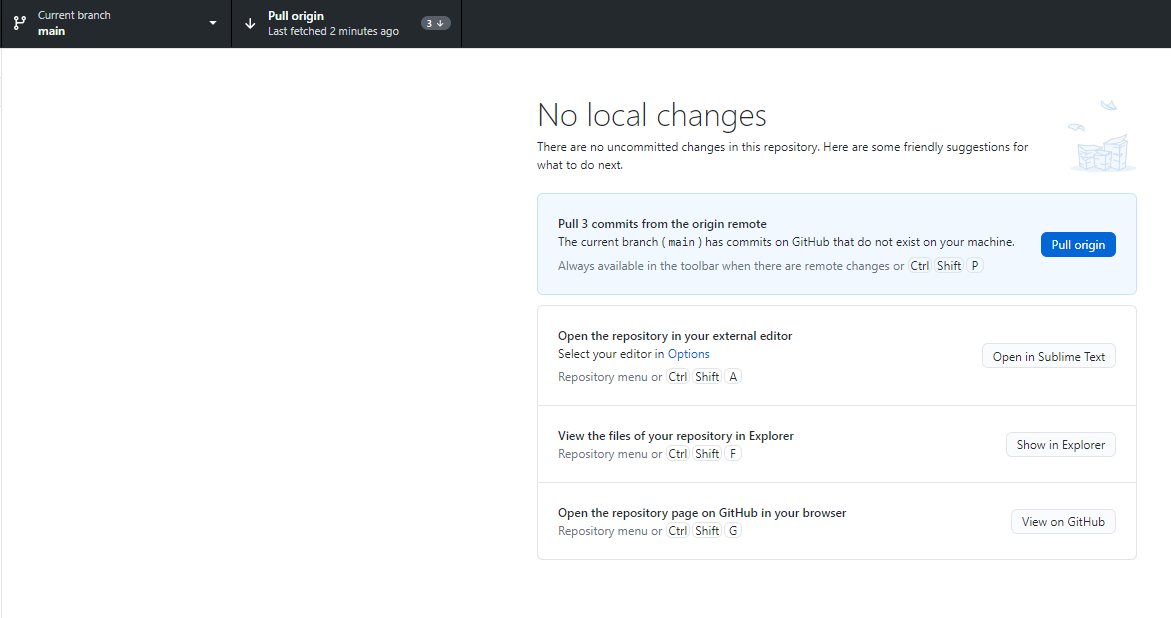 Current branch
main
Pull origin
Last fetched 2 minutes ago
3
No local changes
There are no uncommitted changes in this repository. Here are some friendly suggestions for
what to do next.
Pull 3 commits from the origin remote
The current branch ( main ) has commits on GitHub that do not exist on your machine.
Always available in the toolbar when there are remote changes or Ctrl Shift P
Pull origin
Open the repository in your external editor
Select your editor in Options
Repository menu or Ctrl Shift A
Open in Sublime Text
View the files of your repository in Explorer
Repository menu or Ctrl Shift F
Show in Explorer
Open the repository page on GitHub in your browser
Repository menu or Ctrl Shift G
View on GitHub